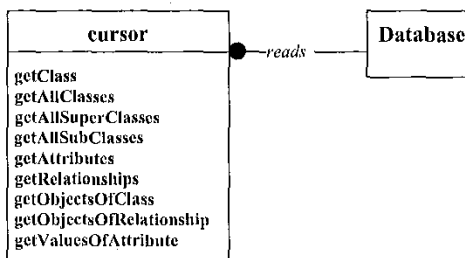 cursor
reads
Database
getClass
getAllClasses
getAllSuperClasses
getAllSubClasses
getAttributes
getRelationships
getObjectsOfClass
getObjectsOfRelationship
getValuesOfAttribute